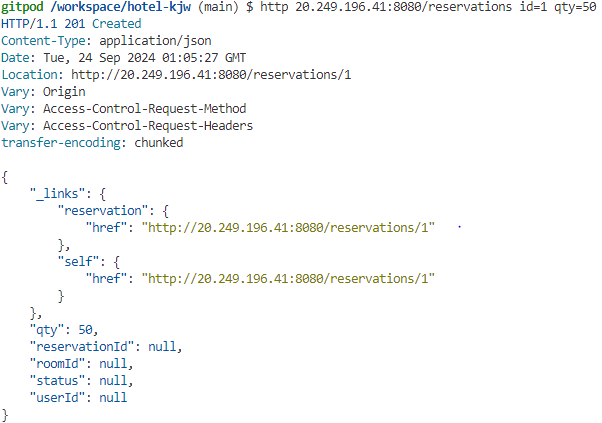 gitpod /workspace/hotel-kjw (main) $ http 20.249.196.41:8080/reservations id=1 qty=50
HTTP/1.1 201 Created
Content-Type: application/json
Date: Tue, 24 Sep 2024 01:05:27 GMT
Location: http://20.249.196.41:8080/reservations/1
Vary: Origin
Vary: Access-Control-Request-Method
Vary: Access-Control-Request-Headers
transfer-encoding: chunked

{
    "_links": {
        "reservation": {
            "href": "http://20.249.196.41:8080/reservations/1"
        },
        "self": {
            "href": "http://20.249.196.41:8080/reservations/1"
        }
    },
    "qty": 50,
    "reservationId": null,
    "roomId": null,
    "status": null,
    "userId": null
}